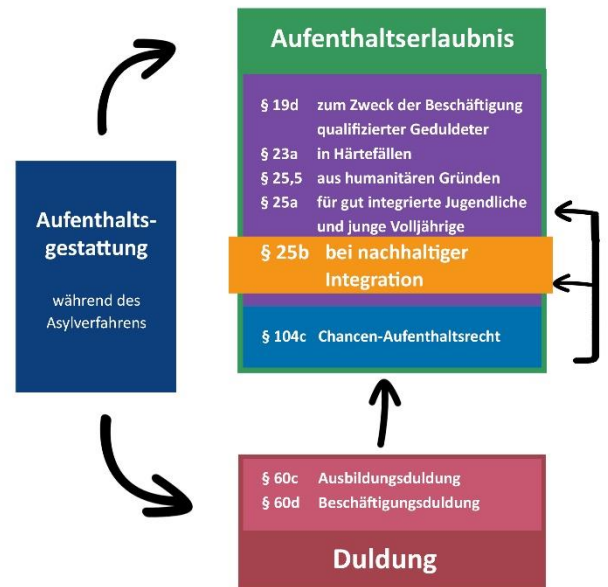 Aufenthalts-
gestattung
während des
Asylverfahrens
Aufenthaltserlaubnis
§ 19d zum Zweck der Beschäftigung
qualifizierter Geduldeter
§ 23a in Härtefällen
§ 25,5 aus humanitären Gründen
§ 25a für gut integrierte Jugendliche
und junge Volljährige
§ 25b bei nachhaltiger
Integration
§ 104c Chancen-Aufenthaltsrecht
§ 60c Ausbildungsduldung
§ 60d Beschäftigungsduldung
Duldung